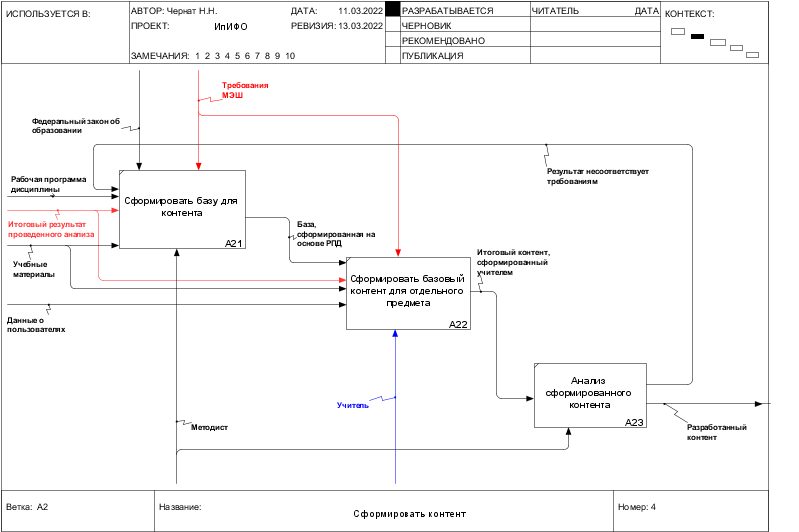 ИСПОЛЬЗУЕТСЯ В:
АВТОР: Чернат Н.Н.
ДАТА: 11.03.2022
РАЗРАБАТЫВАЕТСЯ
ЧИТАТЕЛЬ
ДАТА
КОНТЕКСТ:
ПРОЕКТ: ИпИФО
РЕВИЗИЯ: 13.03.2022
ЧЕРНОВИК
РЕКОМЕНДОВАНО
ЗАМЕЧАНИЯ: 1 2 3 4 5 6 7 8 9 10
ПУБЛИКАЦИЯ
Требования
МЭШ
Федеральный закон об
образовании
Рабочая программа
дисциплины
Результат несоответствует
требованиям
Сформировать базу для
контента
A21
Итоговый результат
проведенного анализа
База,
сформированная на
основе РПД
Учебные
материалы
Итоговый контент,
сформированный
учителем
Сформировать базовый
контент для отдельного
предмета
A22
Данные о
пользователях
Анализ
сформированного
контента
A23
Учитель
Методист
Разработанный
контент
Ветка: A2
Название:
Сформировать контент
Номер: 4